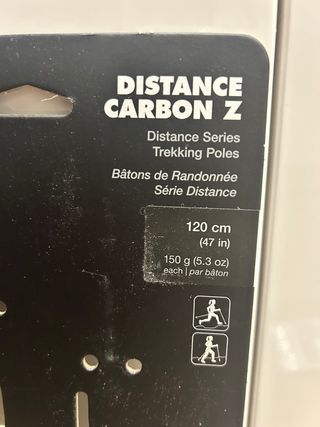 DISTANCE
CARBON Z
Distance Series
Trekking Poles
Bâtons de Randonnée
Série Distance
120 cm
(47 in)
150 g (5.3 oz)
each | par bâton